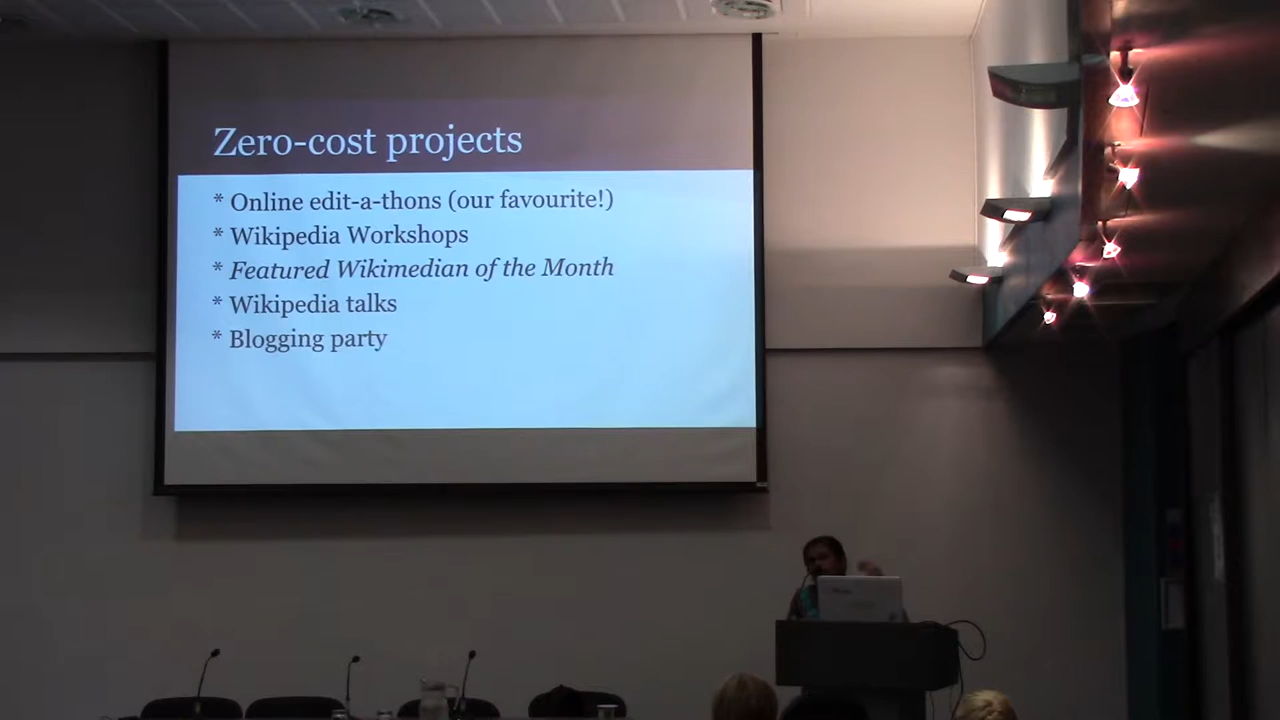 Zero-cost projects
* Online edit-a-thons (our favourite!)
* Wikipedia Workshops
* Featured Wikimedian of the Month
* Wikipedia talks
* Blogging party